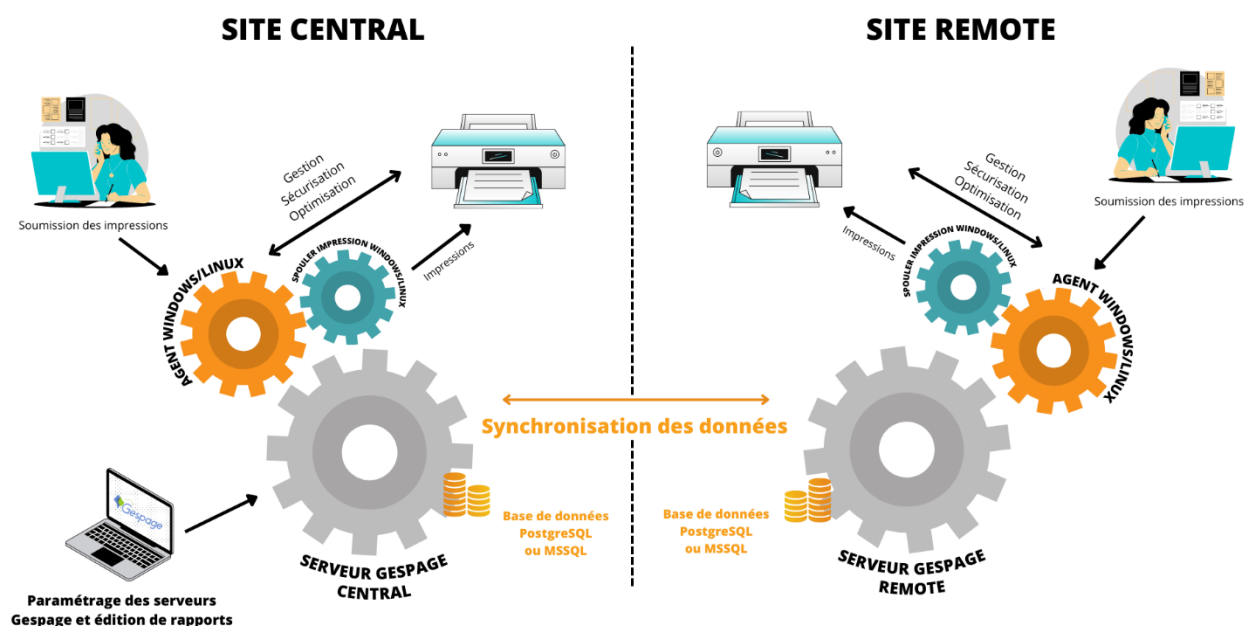 SITE CENTRAL
Soumission des impressions
Gestion
Sécurisation
Optimisation
Impressions
AGENT WINDOWS/LINUX
SPOULER IMPRESSION WINDOWS/LINUX
Gespage
Paramétrage des serveurs
Gespage et édition de rapports
SERVEUR GESPAGE
CENTRAL
Base de données
PostgreSQL
ou MSSQL
Synchronisation des données
SITE REMOTE
Gestion
Sécurisation
Optimisation
Soumission des impressions
Impressions
SPOULER IMPRESSION WINDOWS/LINUX
AGENT WINDOWS/LINUX
Base de données
PostgreSQL
ou MSSQL
SERVEUR GESPAGE
REMOTE